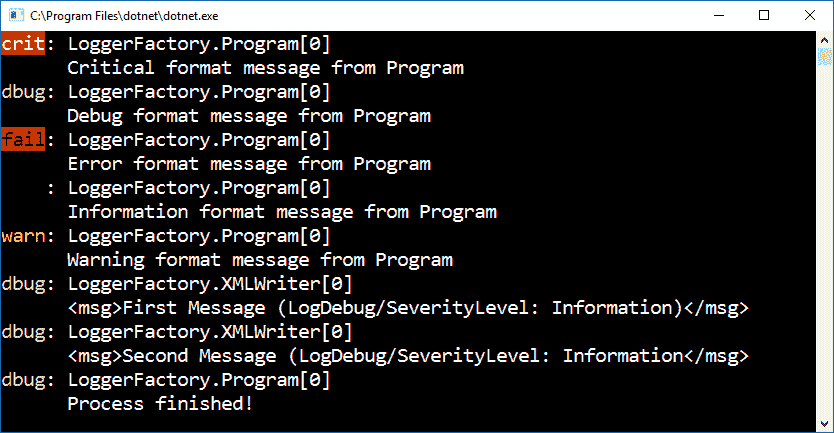 C:\Program Files\dotnet\dotnet.exe
crit: LoggerFactory.Program[0]
Critical format message from Program
dbug: LoggerFactory.Program[0]
Debug format message from Program
fail: LoggerFactory.Program[0]
Error format message from Program
: LoggerFactory.Program[0]
Information format message from Program
warn: LoggerFactory.Program[0]
Warning format message from Program
dbug: LoggerFactory.XMLWriter[0]
<msg>First Message (LogDebug/SeverityLevel: Information)</msg>
dbug: LoggerFactory.XMLWriter[0]
<msg>Second Message (LogDebug/SeverityLevel: Information</msg>
dbug: LoggerFactory.Program[0]
Process finished!